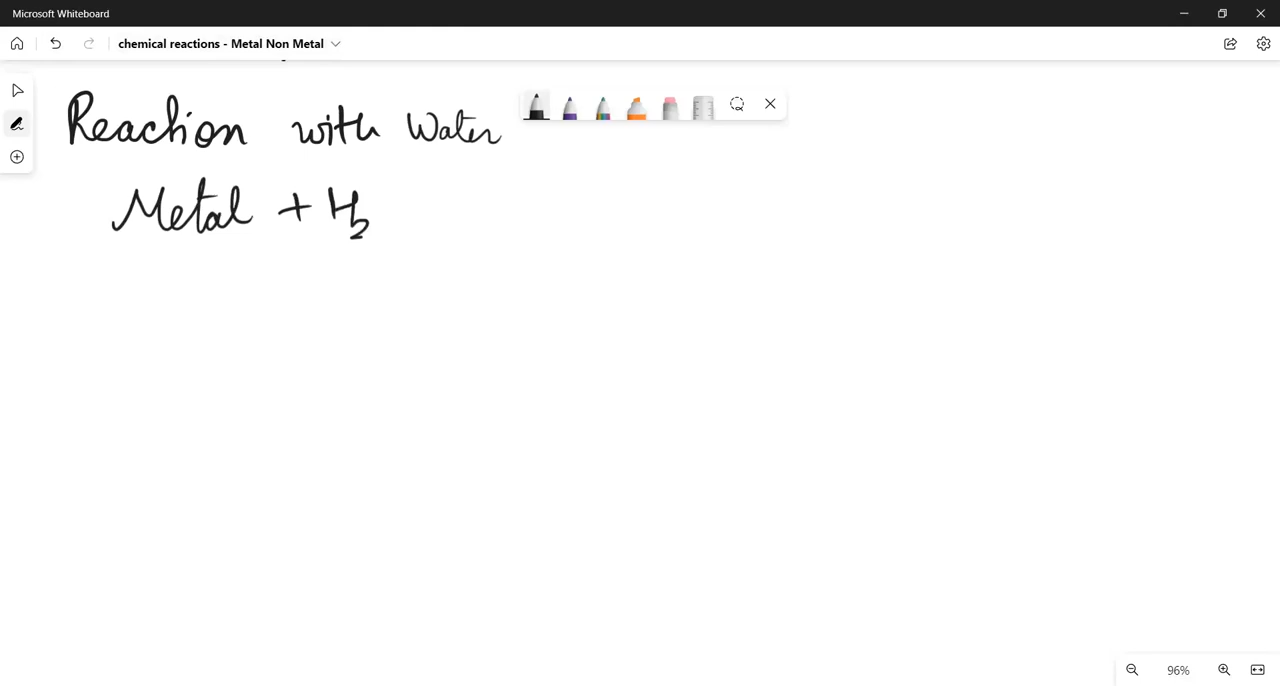 Microsoft Whiteboard
chemical reactions - Metal Non Metal
Reaction with Water
Metal + H₂
96%